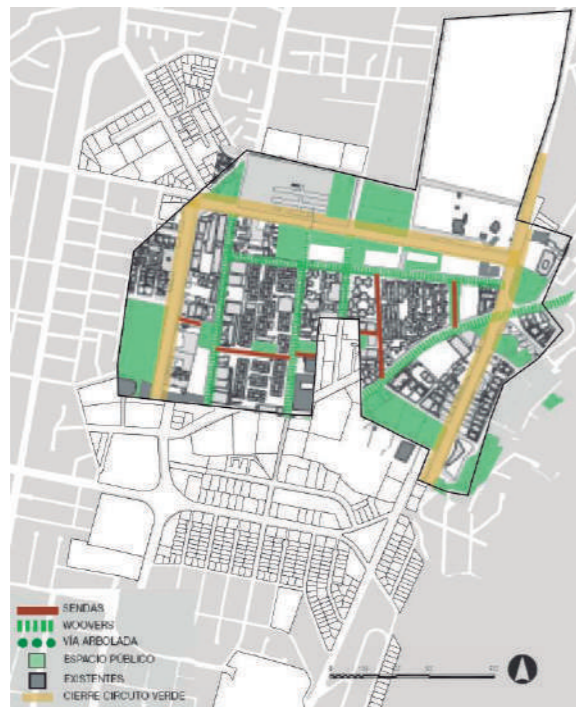 SENDAS
WOOVERS
VÍA ARBOLADA
ESPACIO PÚBLICO
EXISTENTES
CIERRE CIRCUTO VERDE